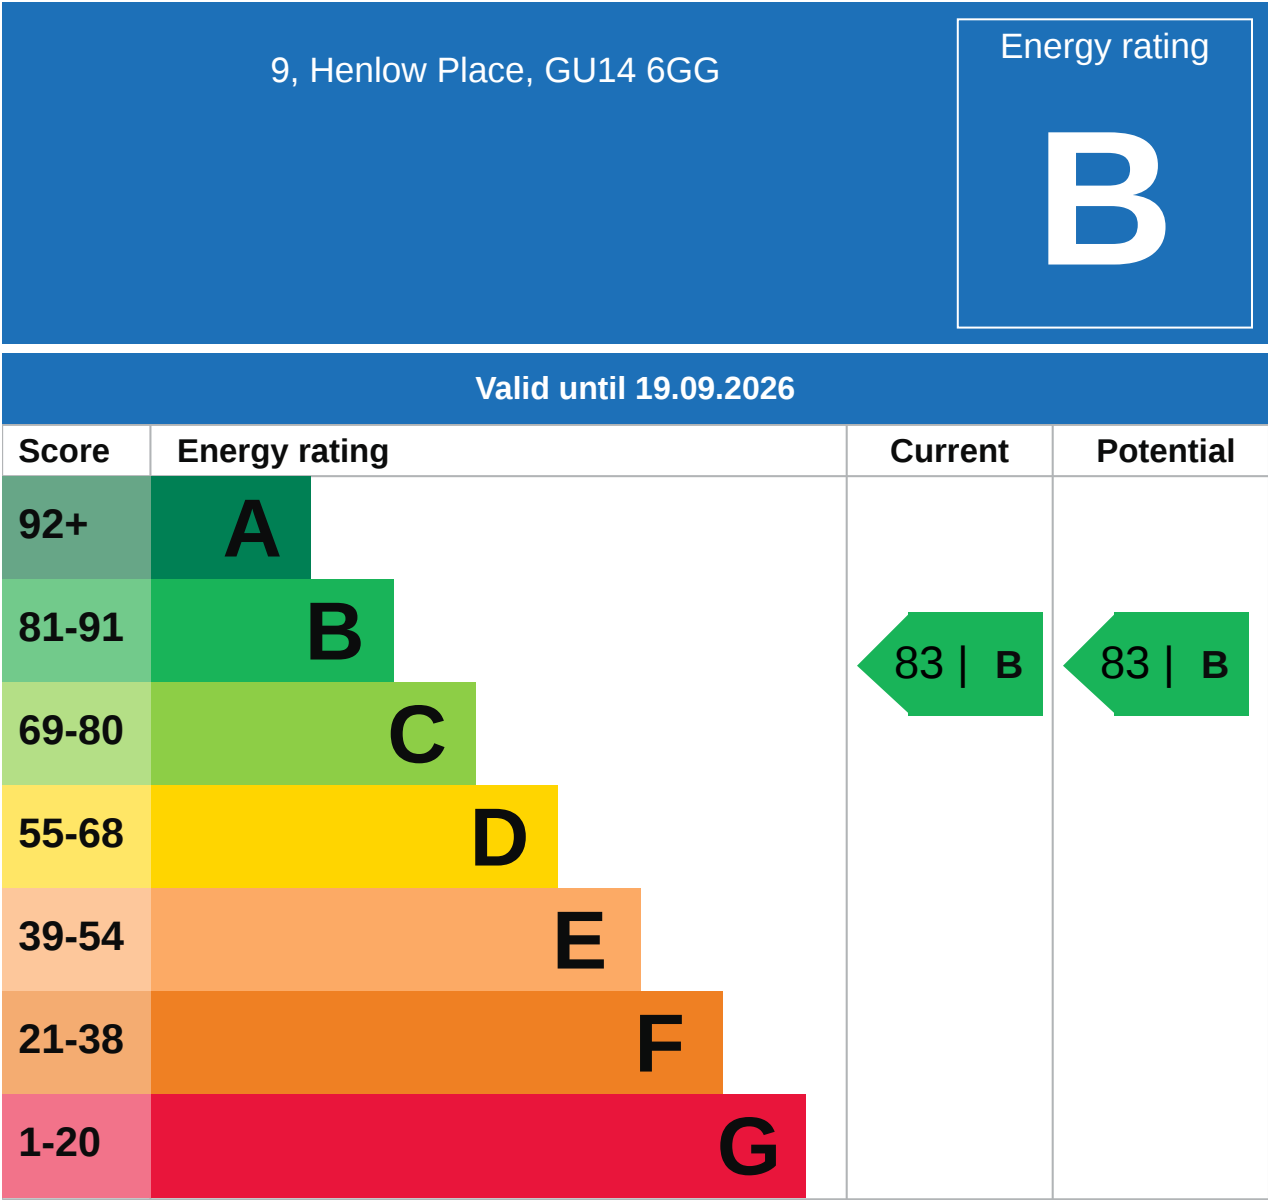 9, Henlow Place, GU14 6GG
Energy rating
B
Valid until 19.09.2026
Score Energy rating Current Potential
92+ A
81-91 B
83 | B 83 | B
69-80 C
55-68 D
39-54 E
21-38 F
1-20 G